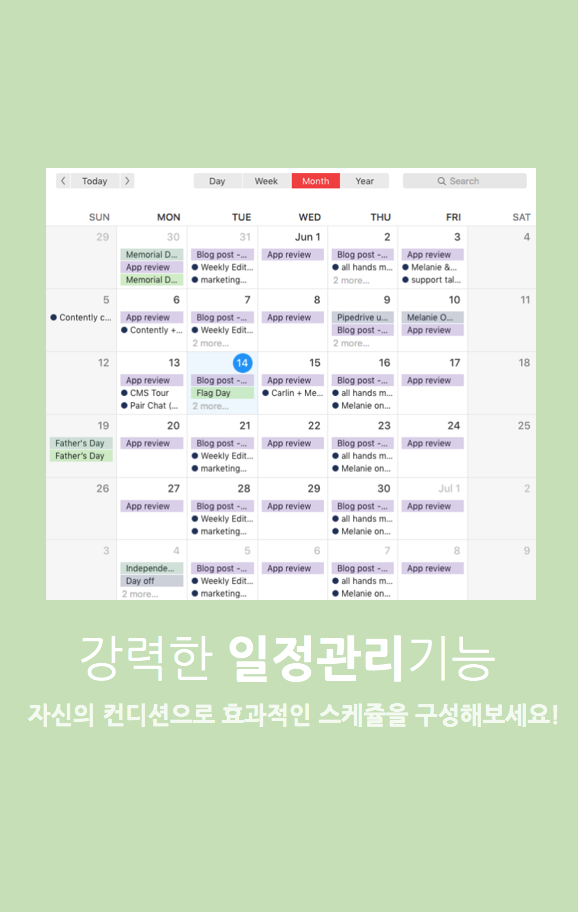 Today
Day Week Month Year
Search
SUN MON TUE WED THU FRI SAT
29 30 31 Jun 1 2 3 4
Memorial D... Blog post -... App review Blog post -... App review
App review Weekly Edit... all hands m... Melanie &...
Memorial D... marketing... 2 more... support tal...
5 6 7 8 9 10 11
Contently c... App review Blog post -... App review Pipedrive u... Melanie O...
Contently +... Weekly Edit... Blog post -... App review
2 more... 2 more...
12 13 14 15 16 17 18
App review Blog post -... App review Blog post -... App review
CMS Tour Flag Day Carlin + Me... all hands m...
Pair Chat (... 2 more... Melanie on...
19 20 21 22 23 24 25
Father's Day App review Blog post -... App review Blog post -... App review
Father's Day Weekly Edit... all hands m...
marketing... Melanie on...
26 27 28 29 30 Jul 1 2
App review Blog post -... App review Blog post -... App review
Weekly Edit... all hands m...
marketing... Melanie on...
3 4 5 6 7 8 9
Independe... Blog post -... App review Blog post -... App review
Day off Weekly Edit... all hands m...
2 more... marketing... Melanie on...
강력한 일정관리기능
자신의 컨디션으로 효과적인 스케쥴을 구성해보세요!